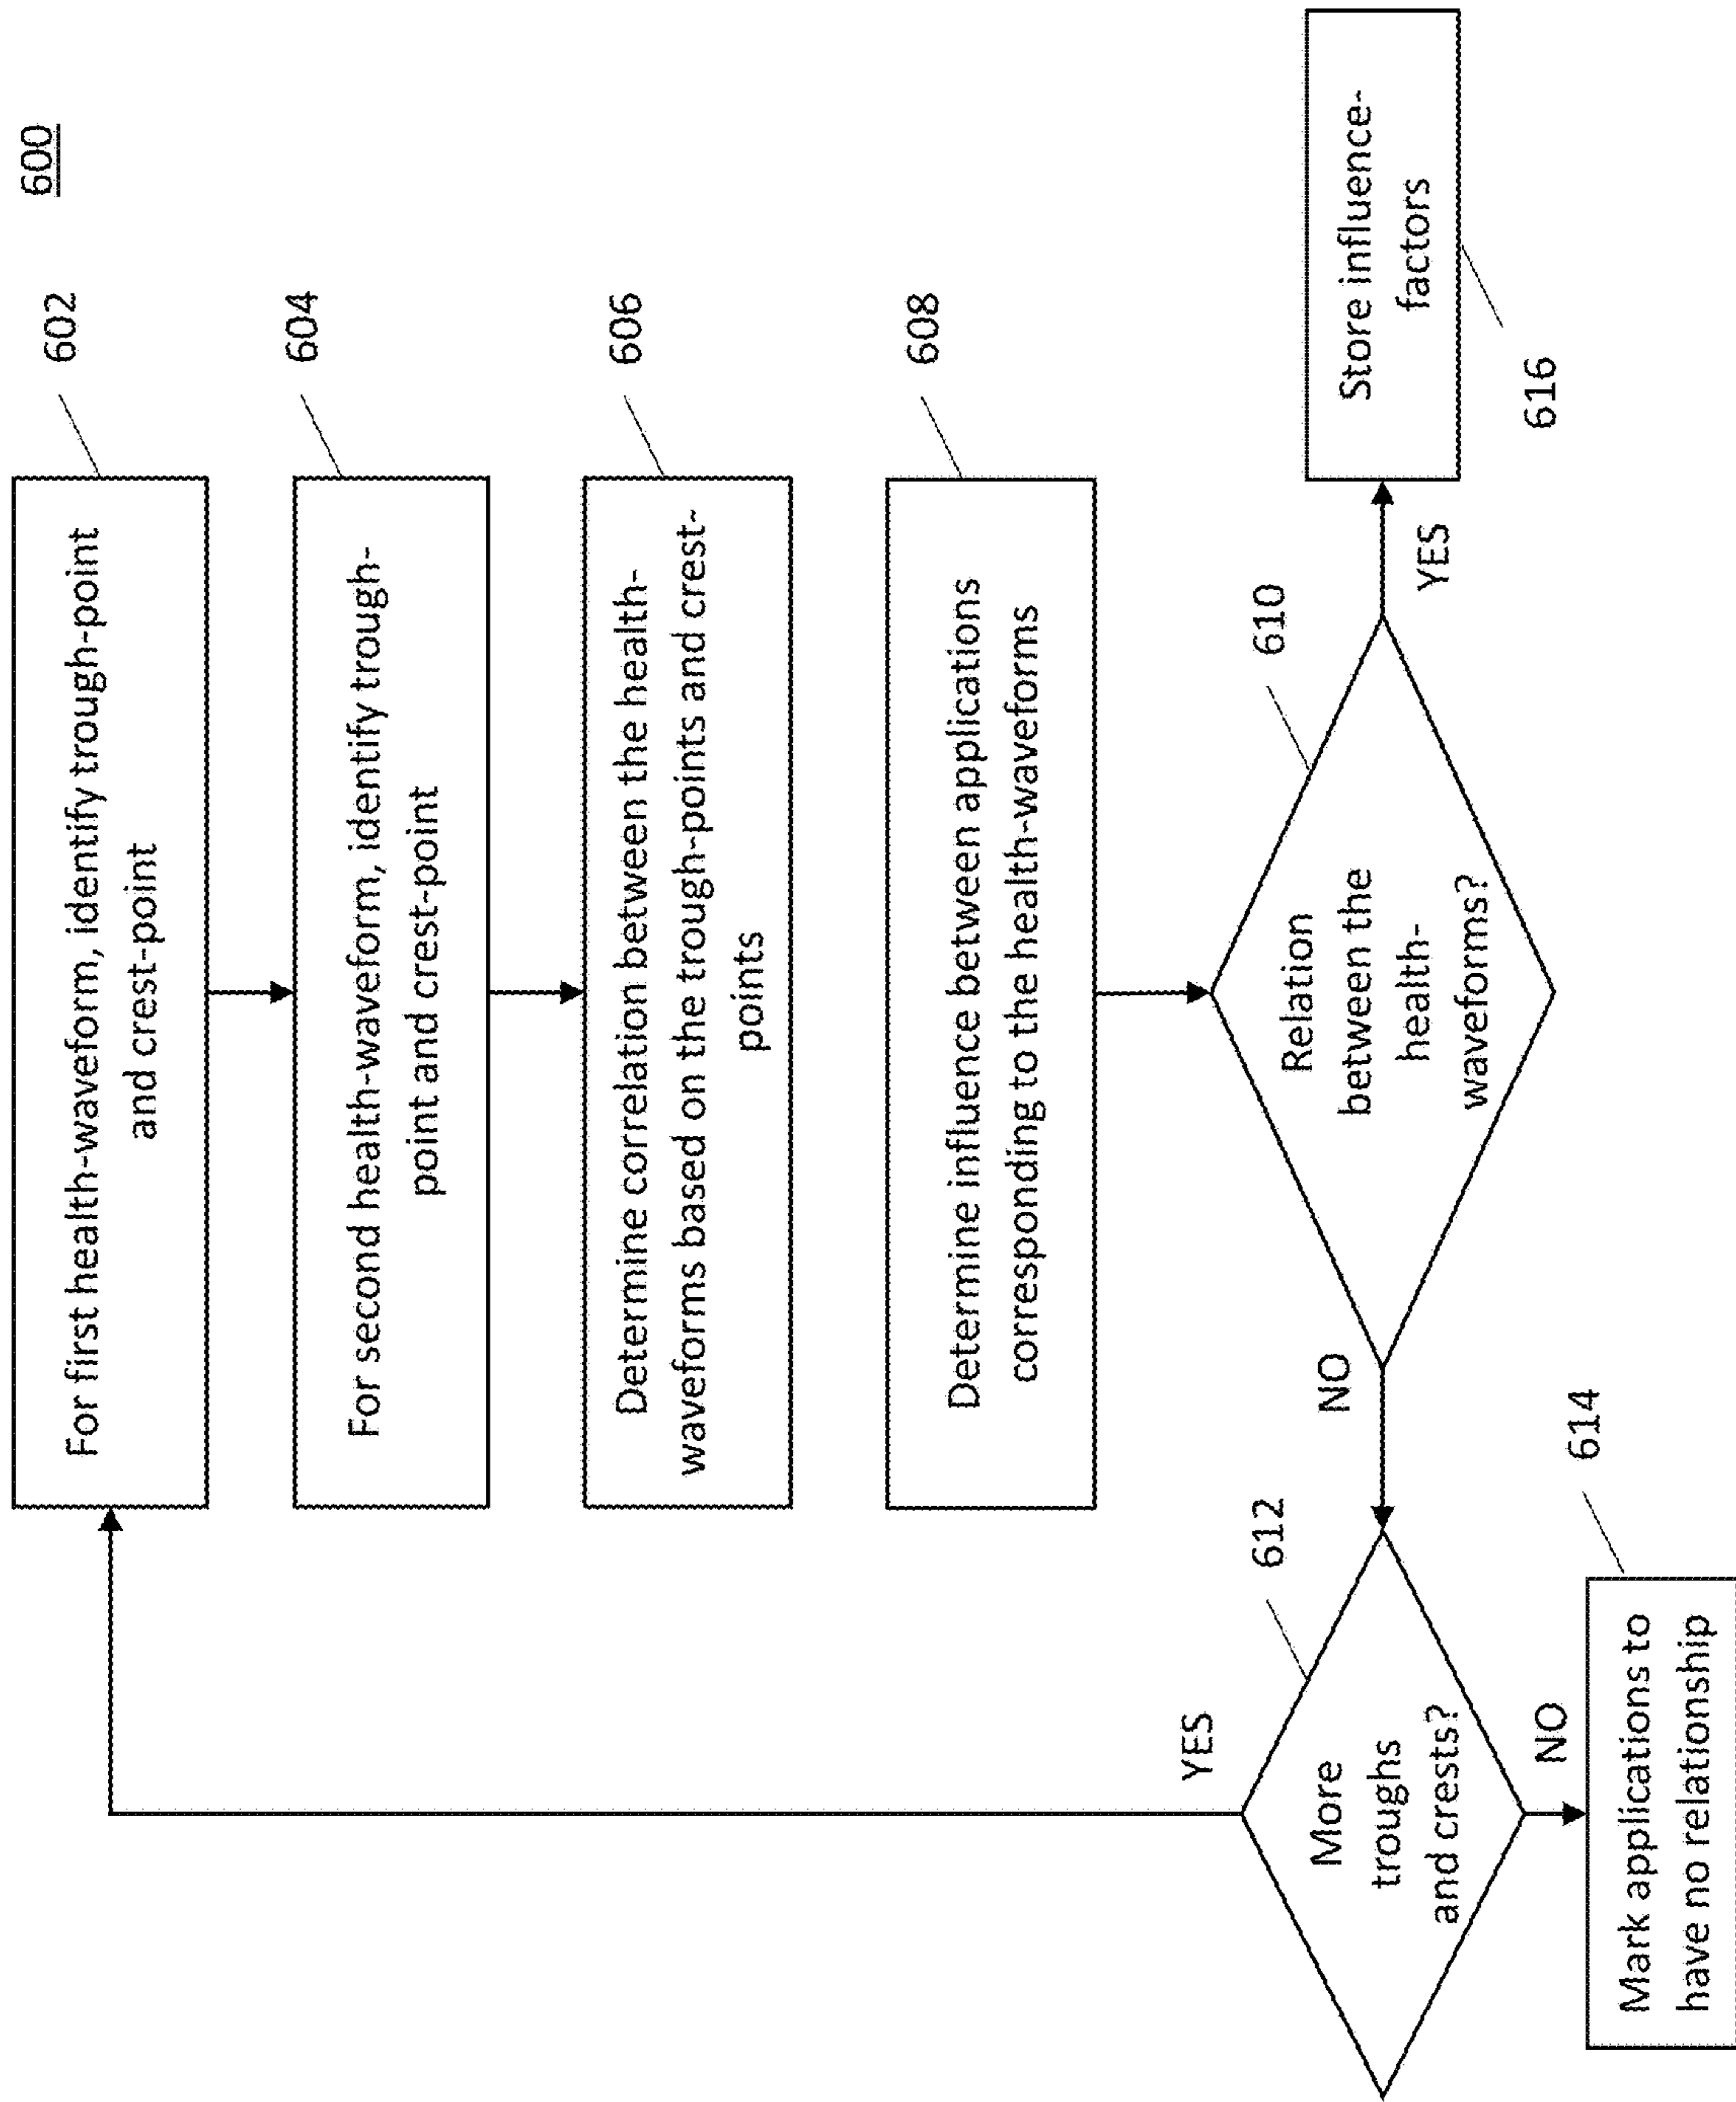 600
602
For first health-waveform, identify trough-point
and crest-point
604
For second health-waveform, identify trough-
point and crest-point
606
Determine correlation between the health-
waveforms based on the trough-points and crest-
points
608
Determine influence between applications
corresponding to the health-waveforms
610
Relation
between the
health-
waveforms?
YES
Store influence-
factors
616
NO
612
More
troughs
and crests?
YES
NO
614
Mark applications to
have no relationship